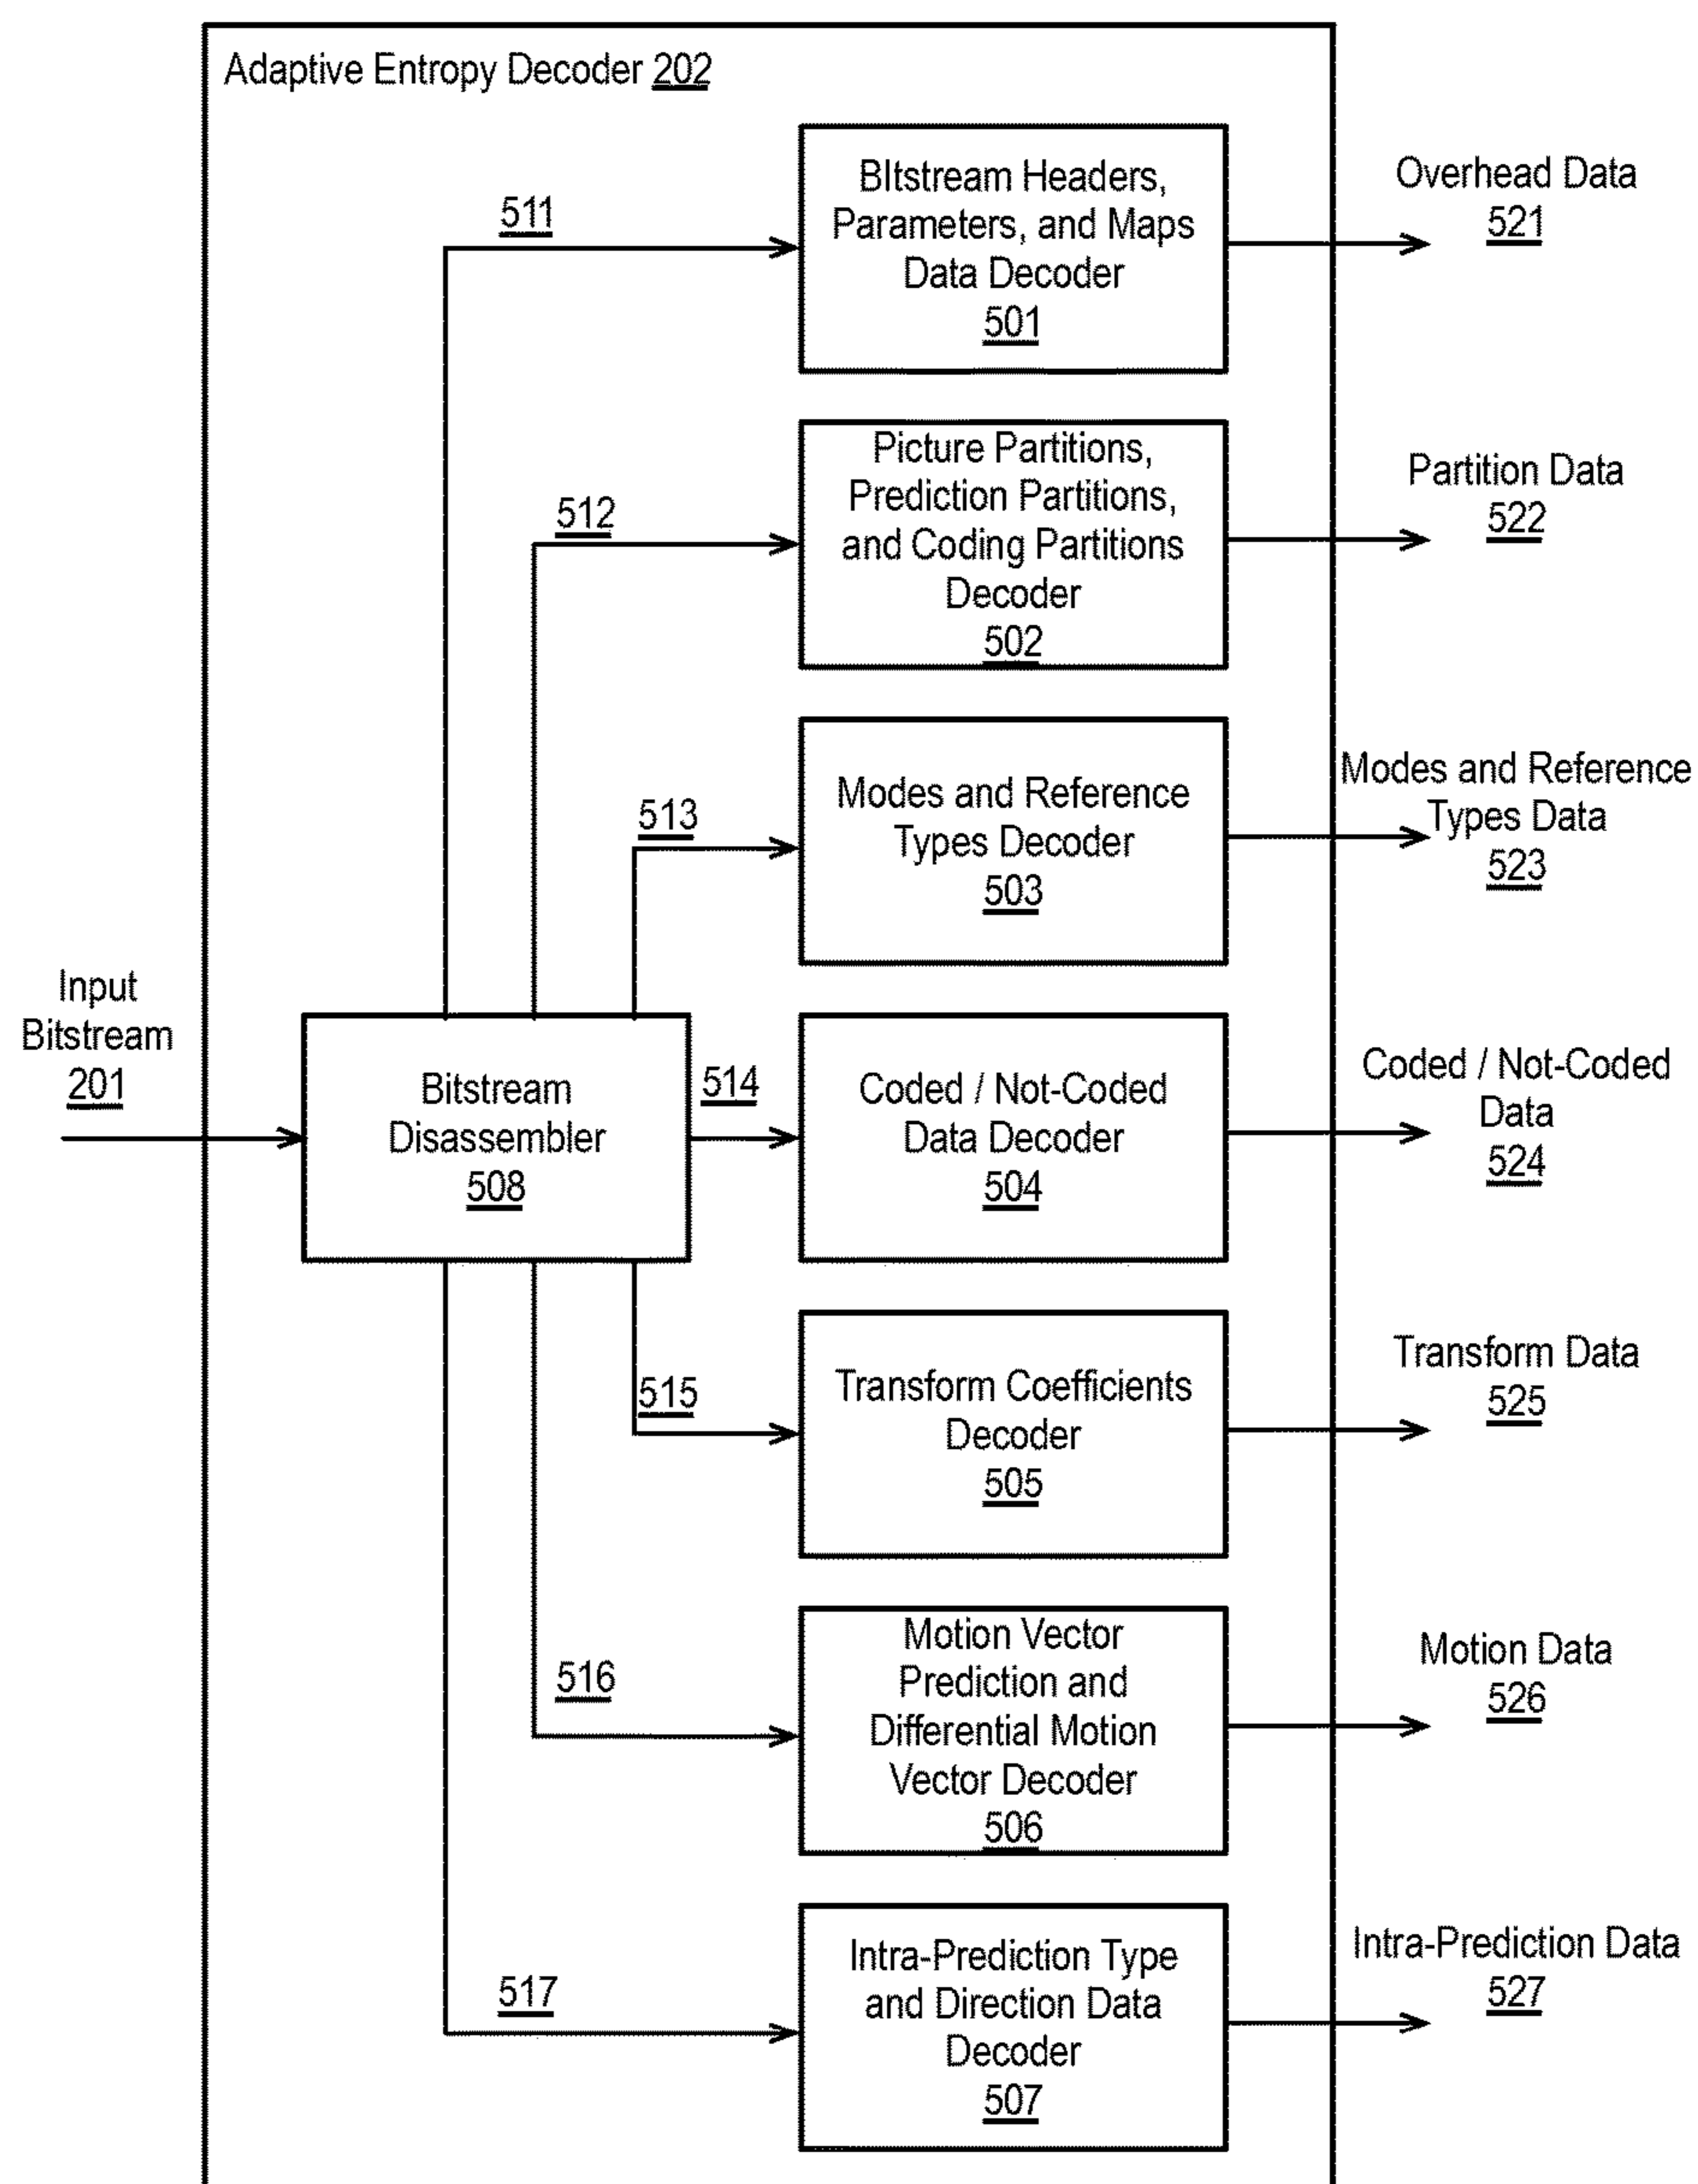 Adaptive Entropy Decoder 202
511
BItstream Headers,
Parameters, and Maps
Data Decoder
501
Overhead Data
521
512
Picture Partitions,
Prediction Partitions,
and Coding Partitions
Decoder
502
Partition Data
522
513
Modes and Reference
Types Decoder
503
Modes and Reference
Types Data
523
Input
Bitstream
201
Bitstream
Disassembler
508
514
Coded / Not-Coded
Data Decoder
504
Coded / Not-Coded
Data
524
515
Transform Coefficients
Decoder
505
Transform Data
525
516
Motion Vector
Prediction and
Differential Motion
Vector Decoder
506
Motion Data
526
517
Intra-Prediction Type
and Direction Data
Decoder
507
Intra-Prediction Data
527